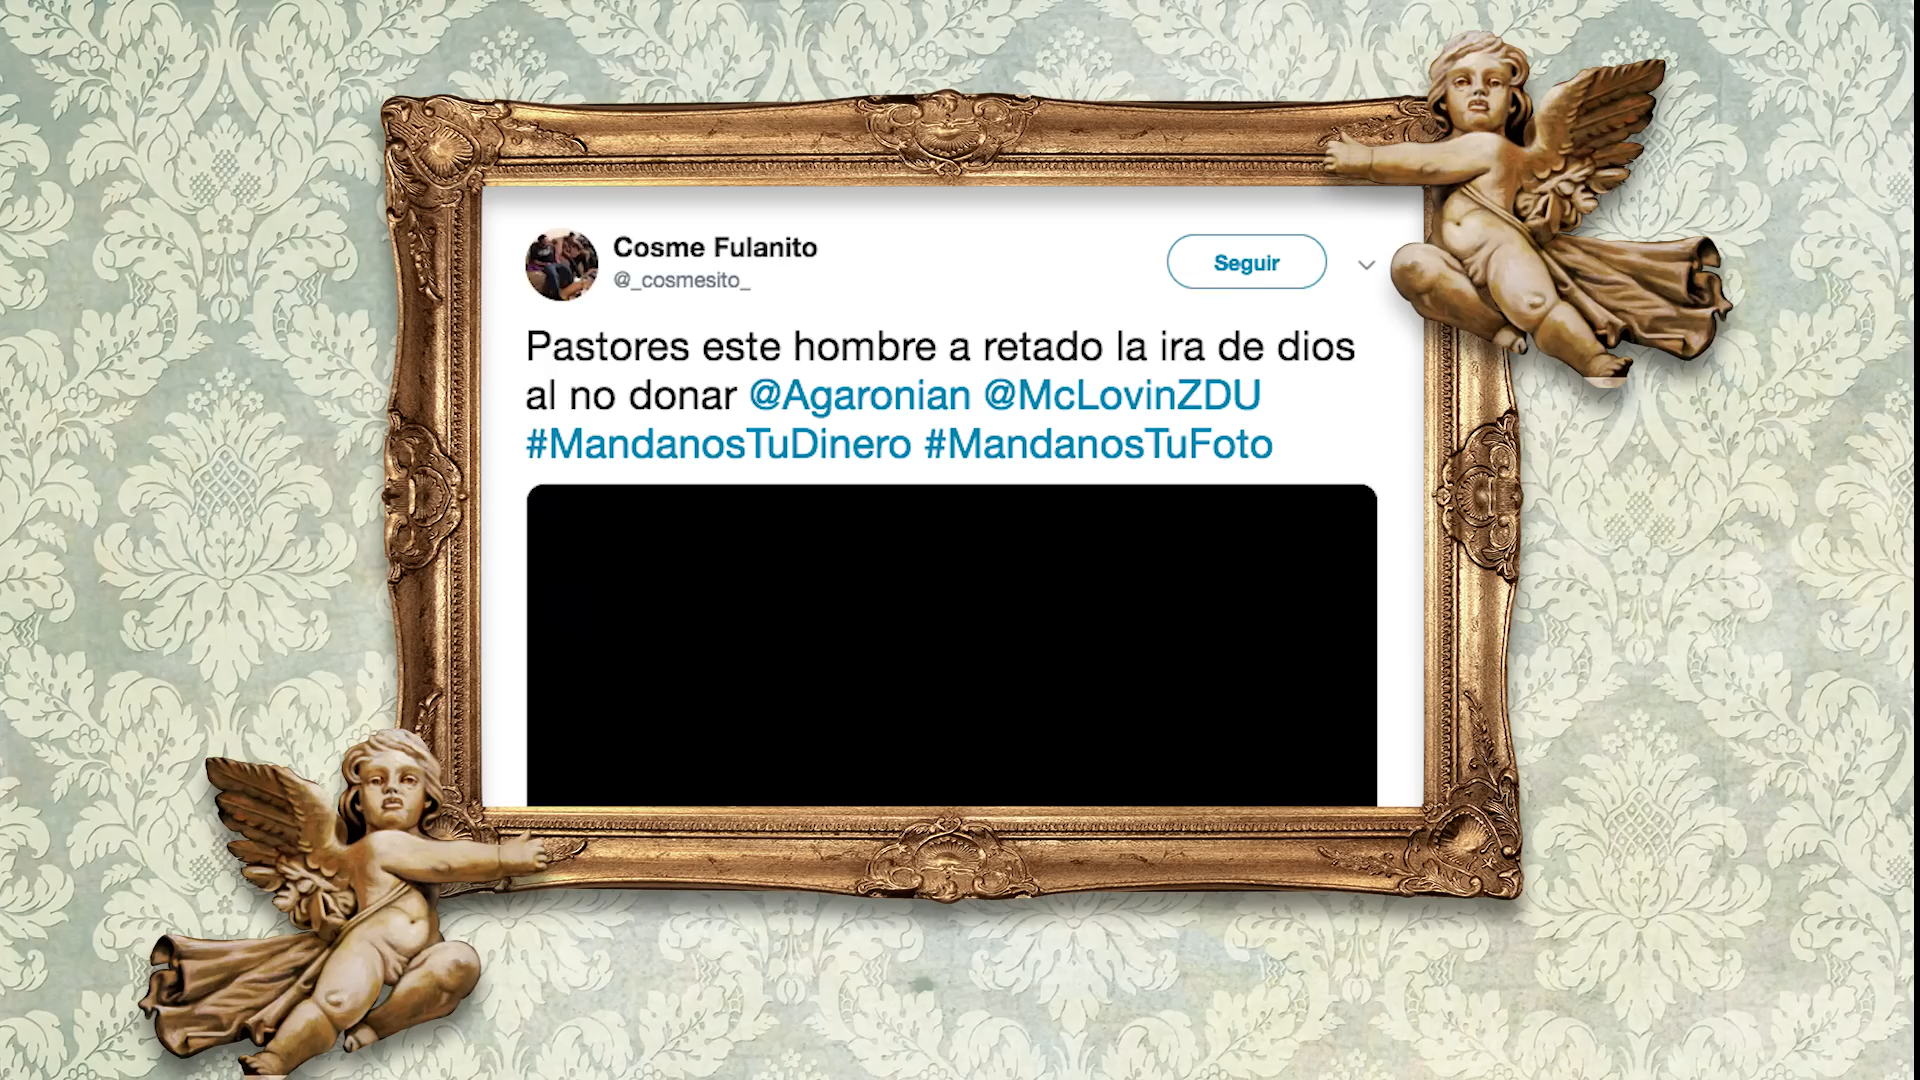 Cosme Fulanito
@_cosmesito_
Seguir
Pastores este hombre a retado la ira de dios
al no donar @Agaronian @McLovinZDU
#MandanosTuDinero #MandanosTuFoto